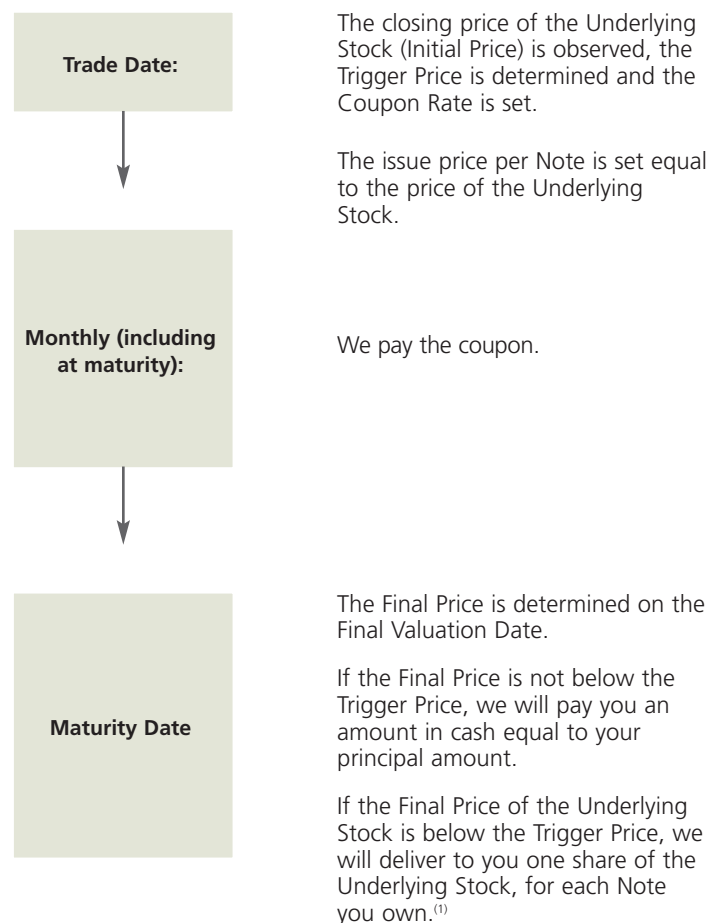 Trade Date:
The closing price of the Underlying
Stock (Initial Price) is observed, the
Trigger Price is determined and the
Coupon Rate is set.
The issue price per Note is set equal
to the price of the Underlying
Stock.
Monthly (including
at maturity):
We pay the coupon.
Maturity Date
The Final Price is determined on the
Final Valuation Date.
If the Final Price is not below the
Trigger Price, we will pay you an
amount in cash equal to your
principal amount.
If the Final Price of the Underlying
Stock is below the Trigger Price, we
will deliver to you one share of the
Underlying Stock, for each Note
you own.(1)